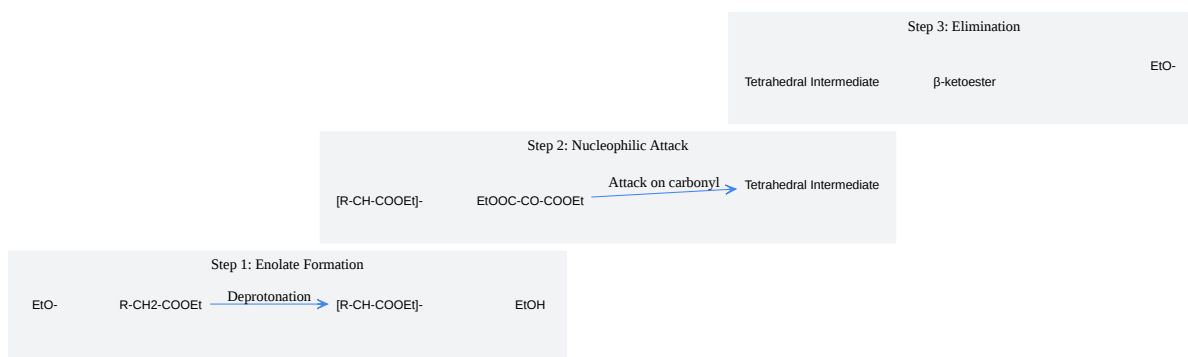 Step 3: Elimination
EtO-
Tetrahedral Intermediate
β-ketoester
Step 2: Nucleophilic Attack
Attack on carbonyl
Tetrahedral Intermediate
[R-CH-COOEt]-
EtOOC-CO-COOEt
Step 1: Enolate Formation
Deprotonation
EtO-
R-CH2-COOEt
[R-CH-COOEt]-
EtOH